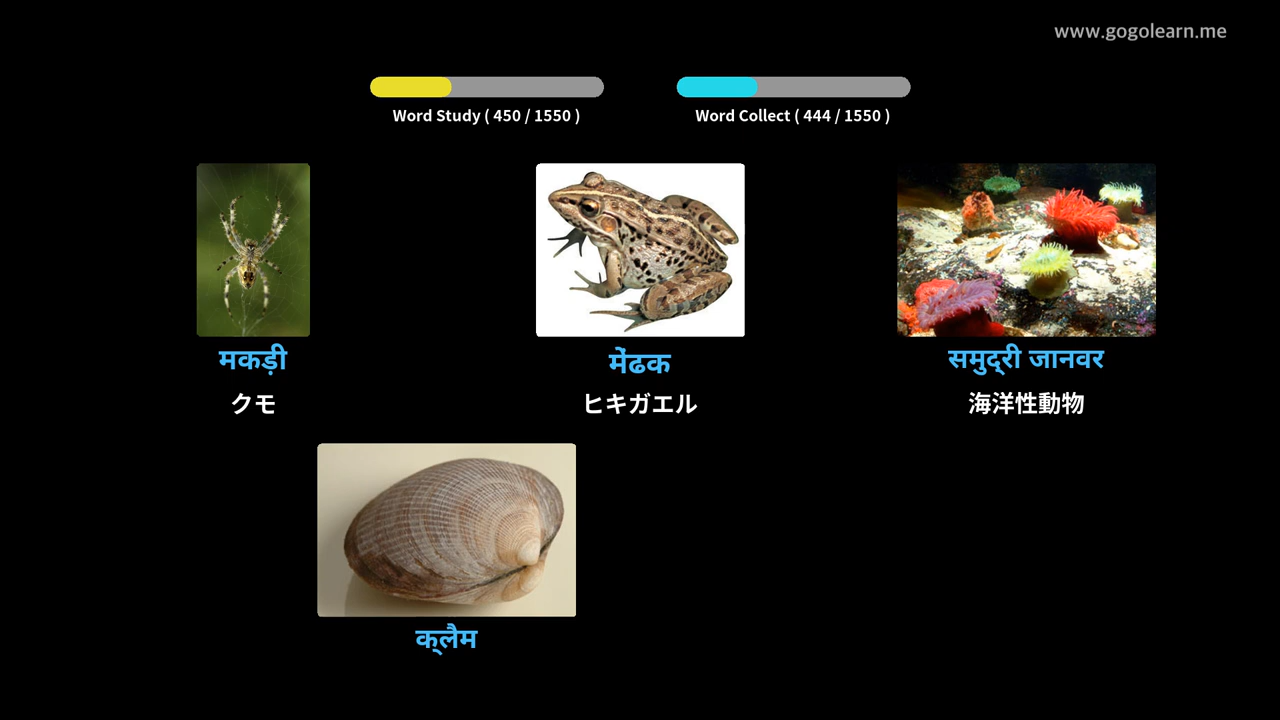 www.gogolearn.me
Word Study ( 450 / 1550 )
Word Collect ( 444 / 1550 )
मकड़ी
मेंढक
समुद्री जानवर
クモ
ヒキガエル
海洋性動物
क्लैम